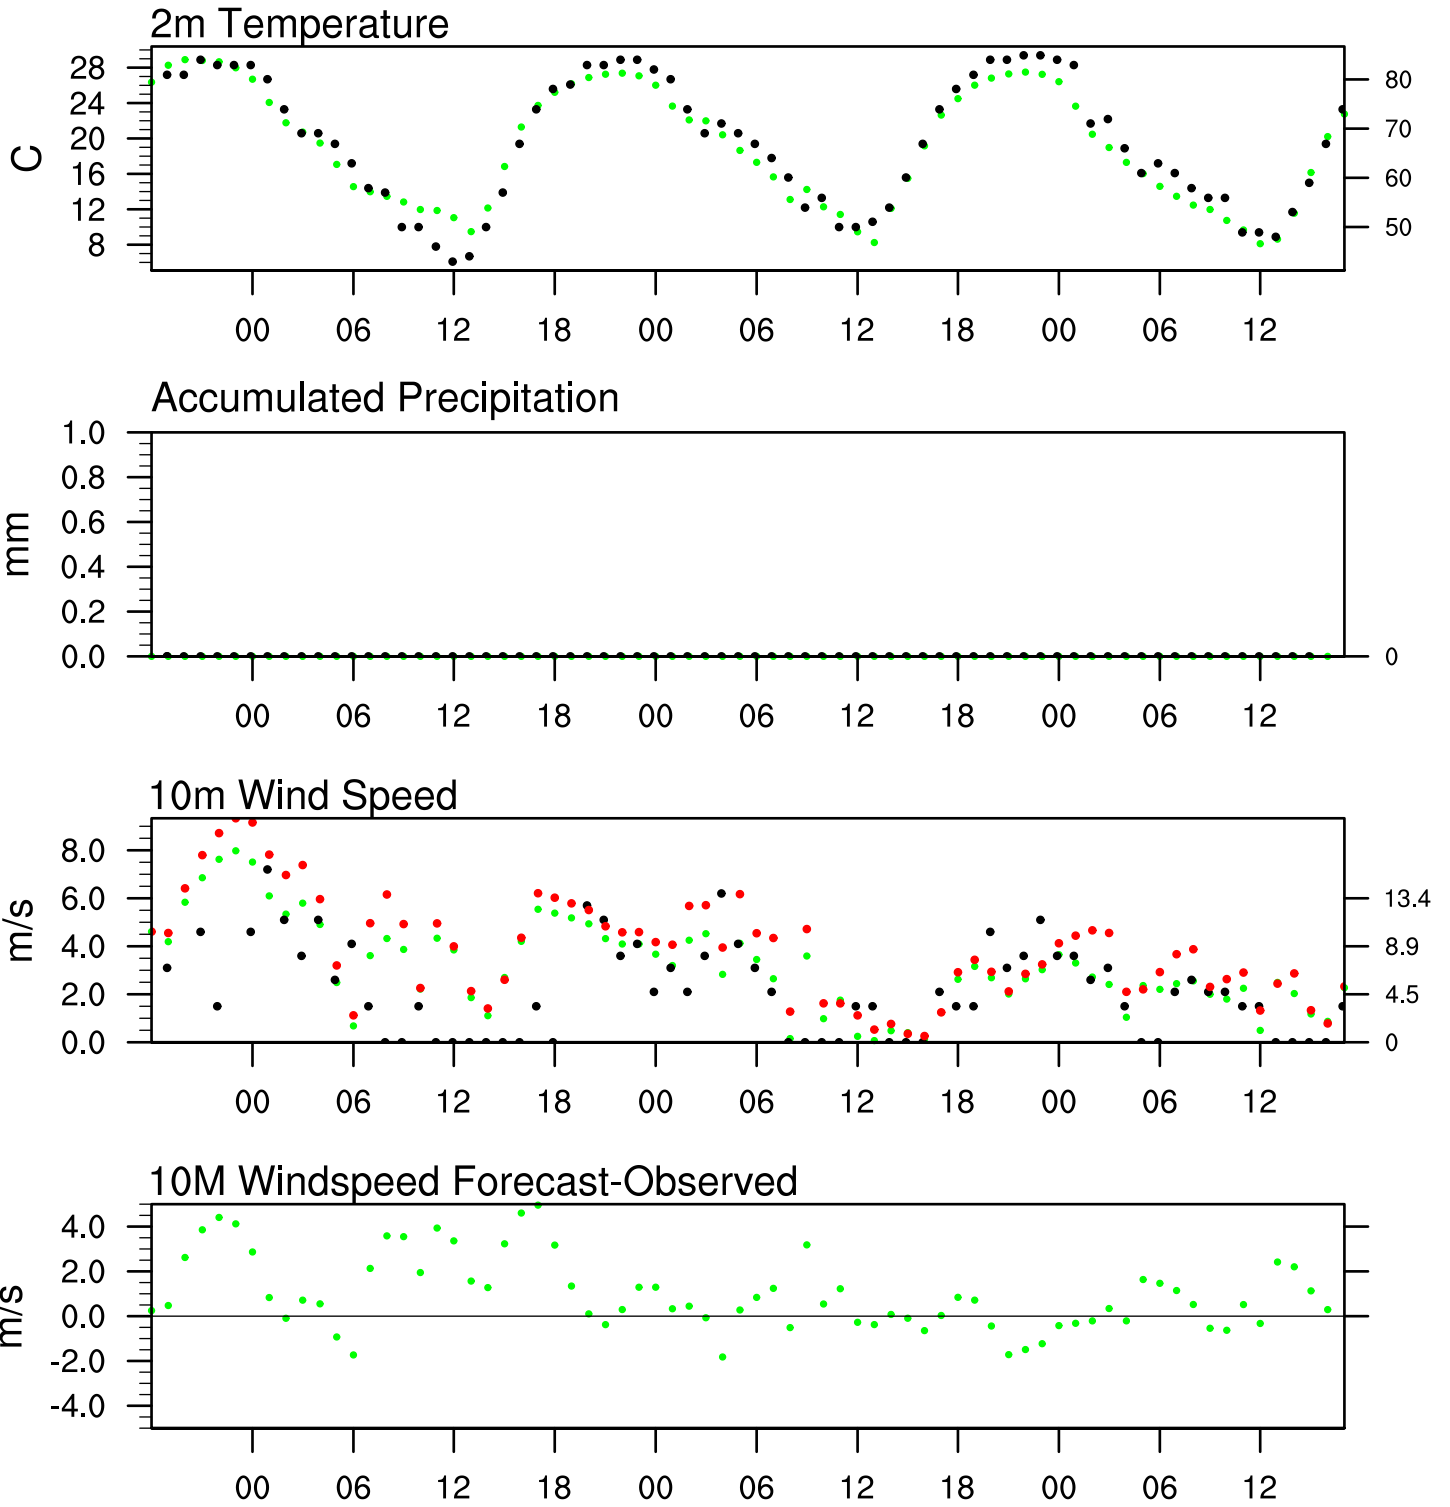 2m Temperature
28
24
20
16
12
8
C
80
70
60
50
00 06 12 18 00 06 12 18 00 06 12
Accumulated Precipitation
1.0
0.8
0.6
0.4
0.2
0.0
mm
0
00 06 12 18 00 06 12 18 00 06 12
10m Wind Speed
8.0
6.0
4.0
2.0
0.0
m/s
13.4
8.9
4.5
0
00 06 12 18 00 06 12 18 00 06 12
10M Windspeed Forecast-Observed
4.0
2.0
0.0
-2.0
-4.0
m/s
00 06 12 18 00 06 12 18 00 06 12